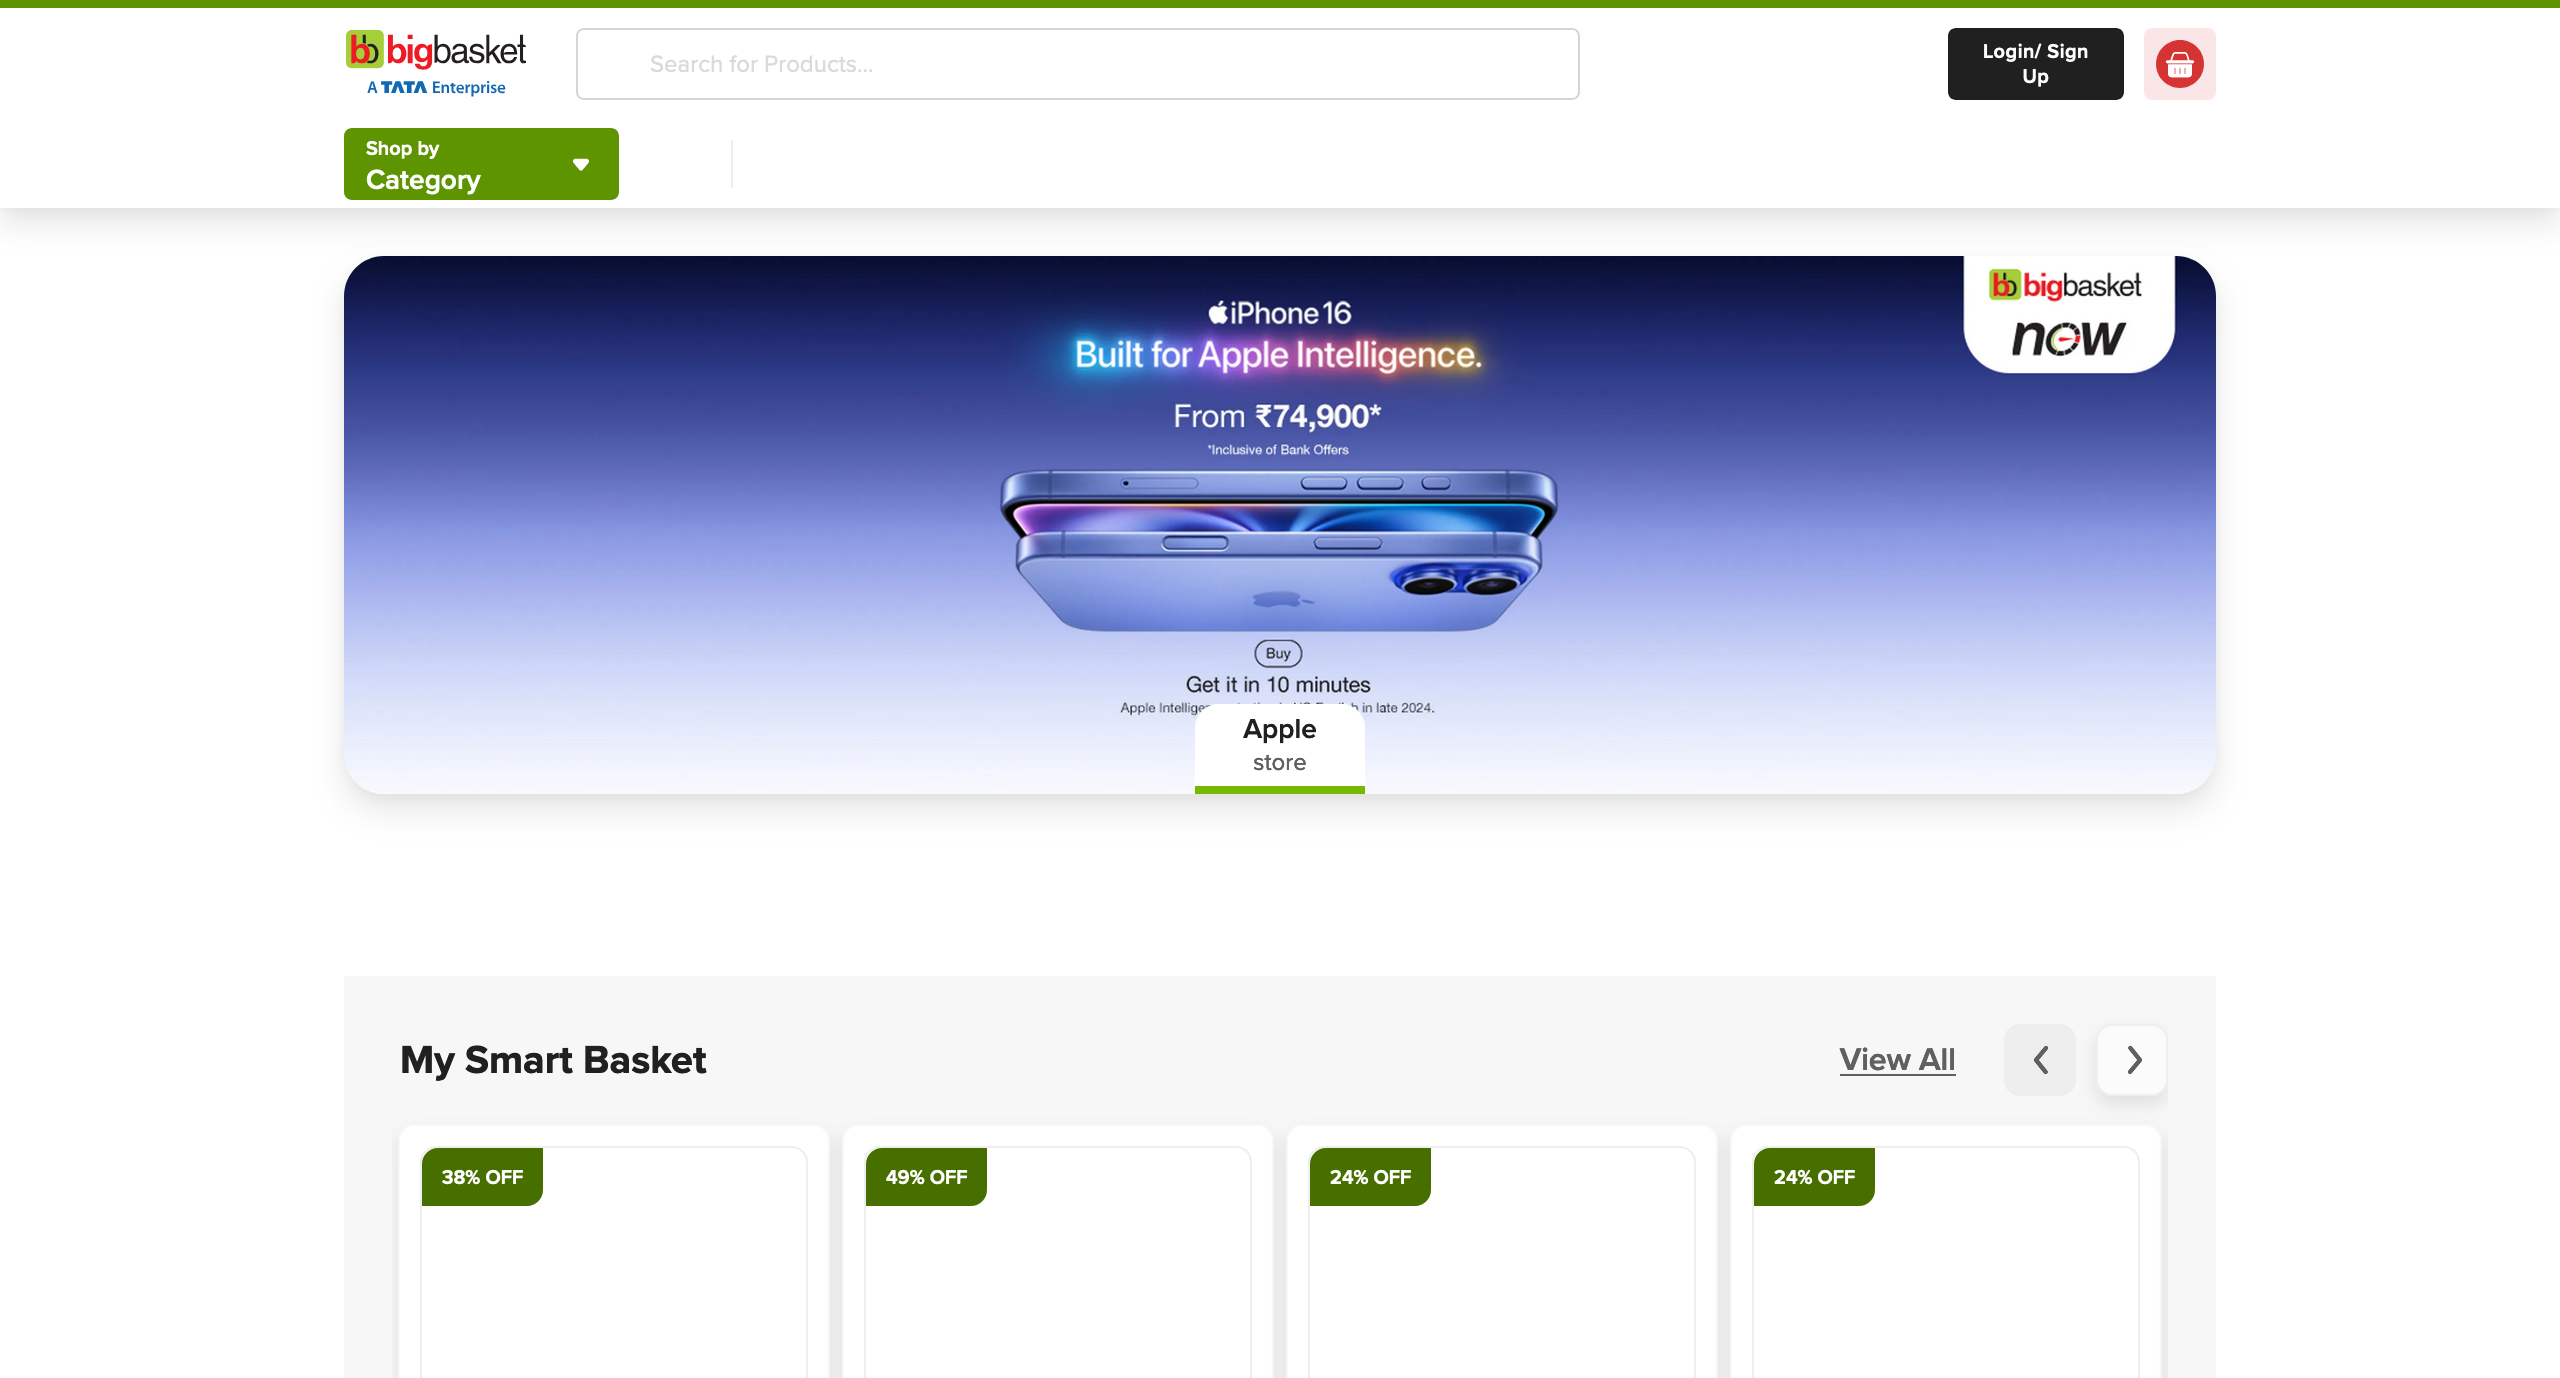 bigbasket
A TATA Enterprise
Search for Products...
Login/ Sign
Up
Shop by
Category
bigbasket
now
iPhone 16
Built for Apple Intelligence.
From ₹74,900*
*Inclusive of Bank Offers
Buy
Get it in 10 minutes
Apple in late 2024.
Apple
store
My Smart Basket
View All
38% OFF
49% OFF
24% OFF
24% OFF